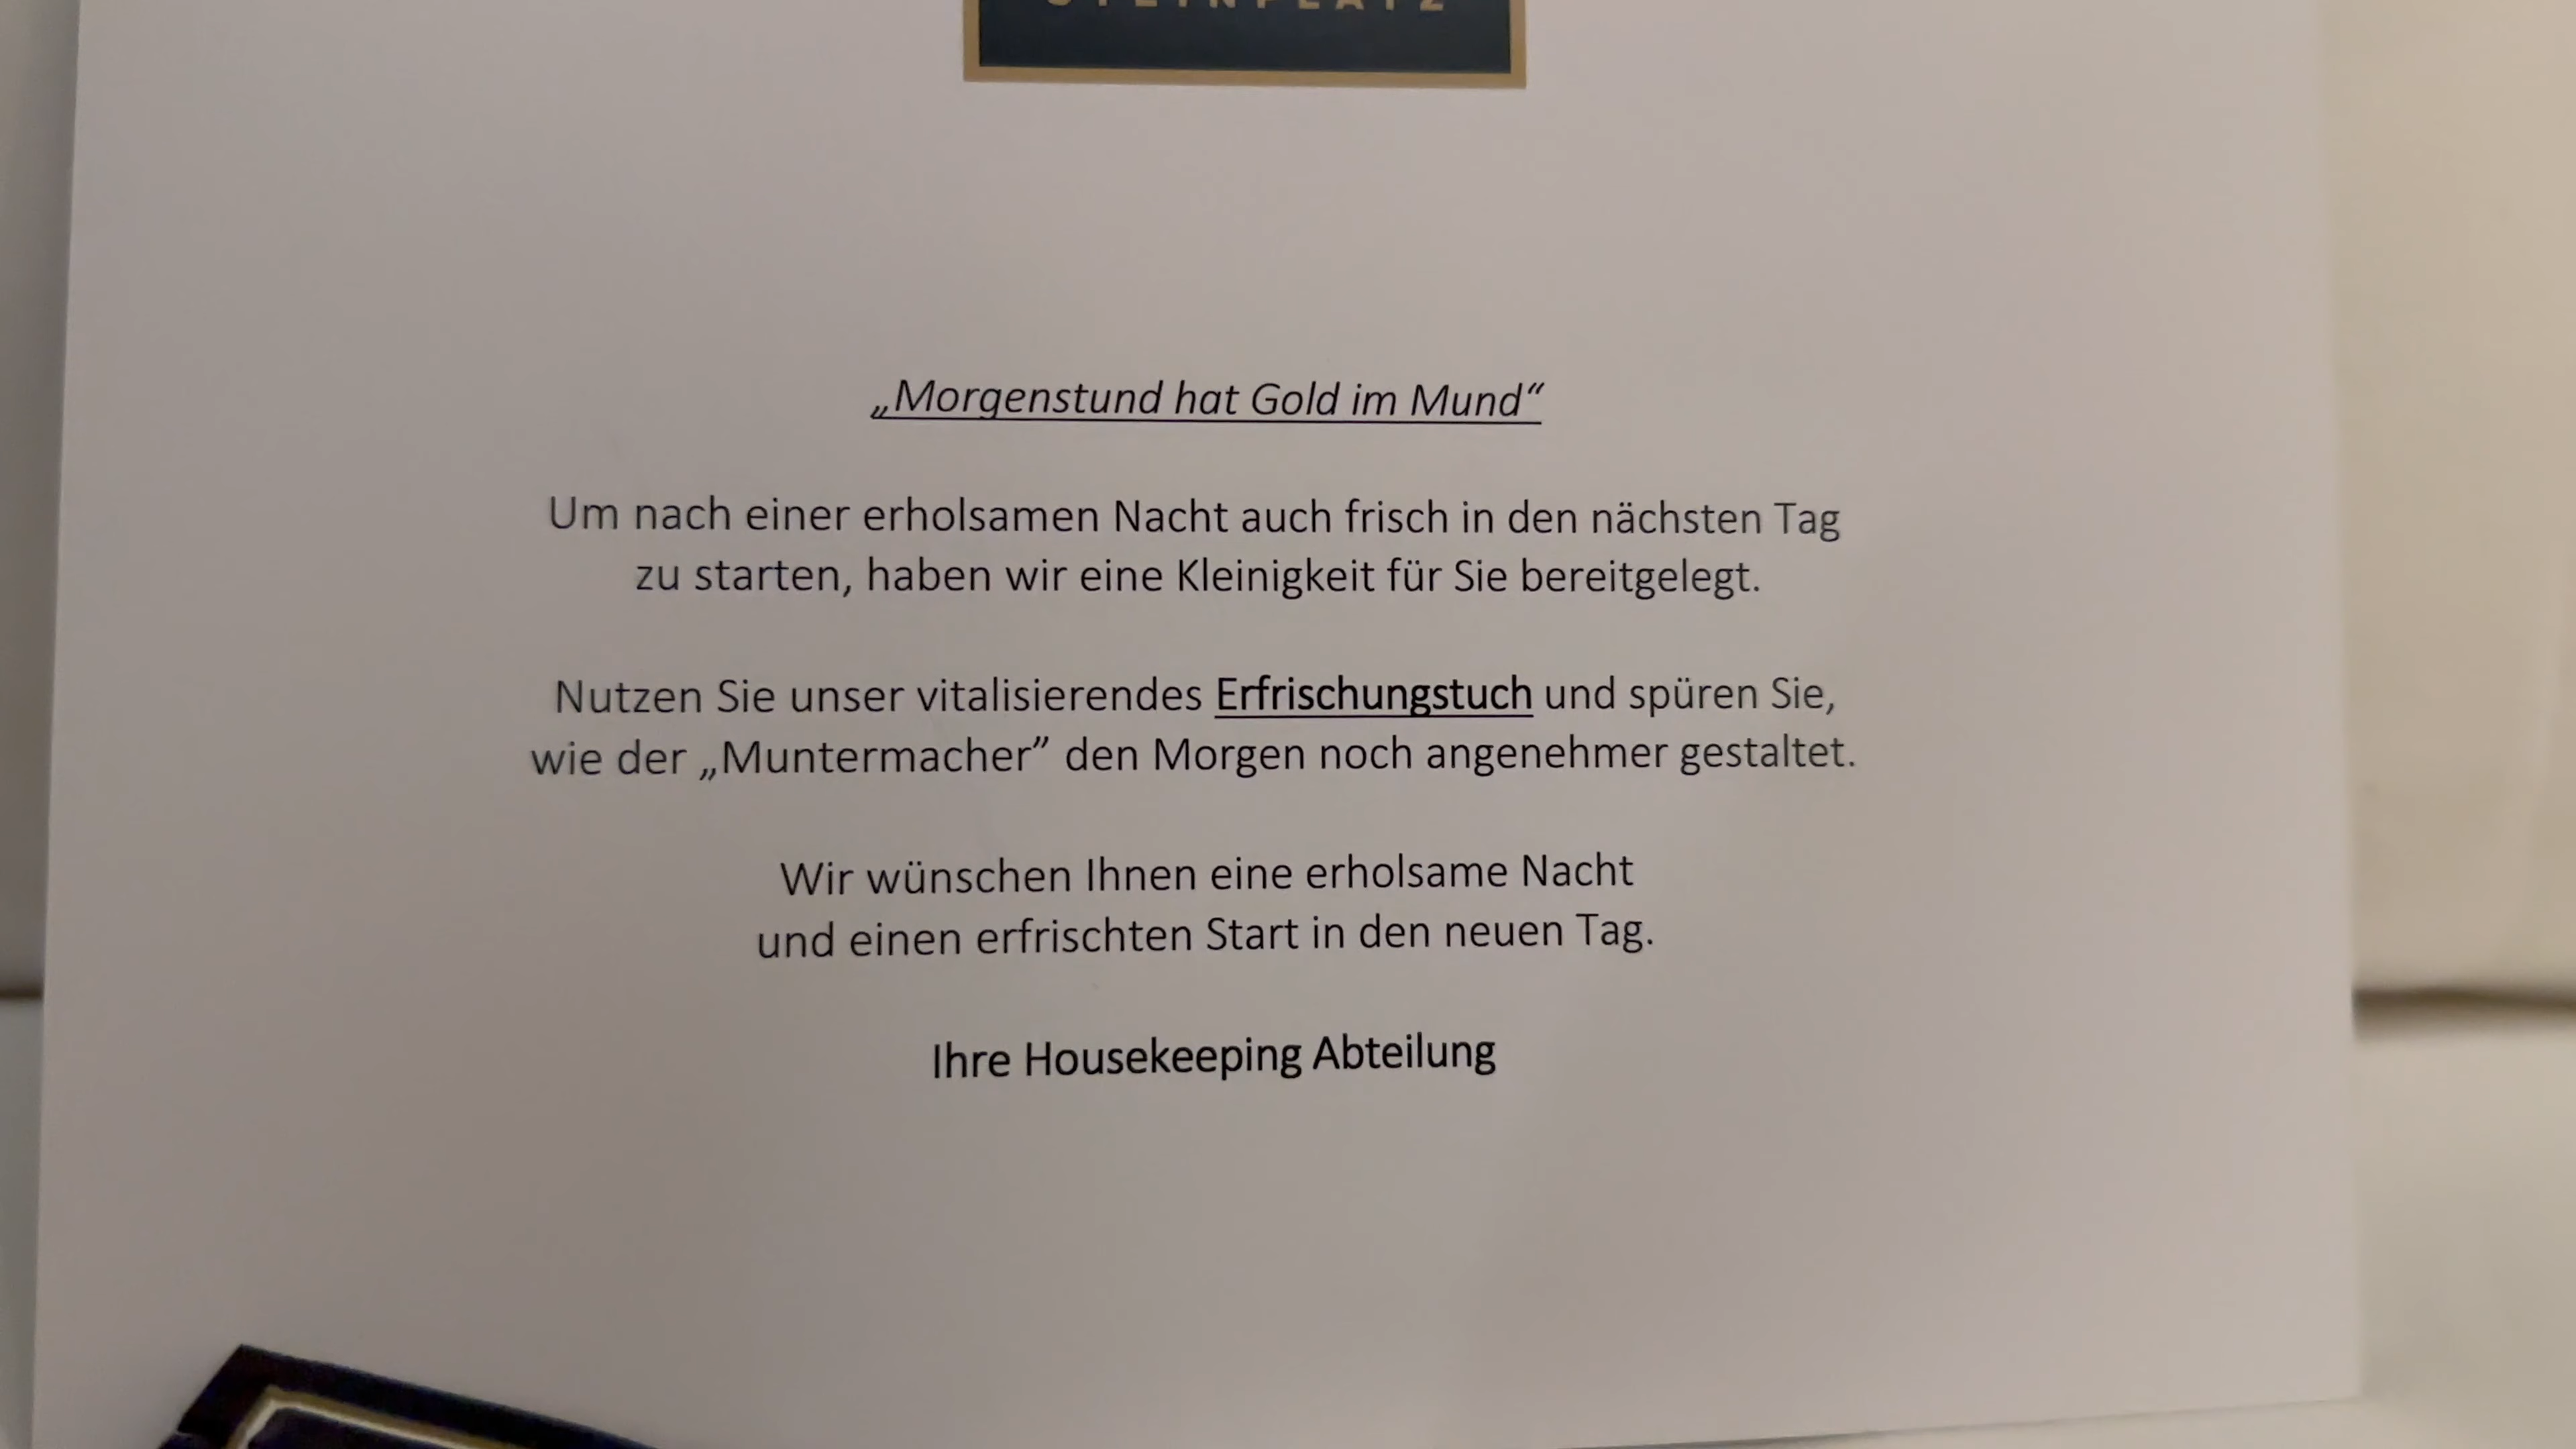 STEINPLATZ
„Morgenstund hat Gold im Mund“
Um nach einer erholsamen Nacht auch frisch in den nächsten Tag
zu starten, haben wir eine Kleinigkeit für Sie bereitgelegt.
Nutzen Sie unser vitalisierendes Erfrischungstuch und spüren Sie,
wie der „Muntermacher” den Morgen noch angenehmer gestaltet.
Wir wünschen Ihnen eine erholsame Nacht
und einen erfrischten Start in den neuen Tag.
Ihre Housekeeping Abteilung